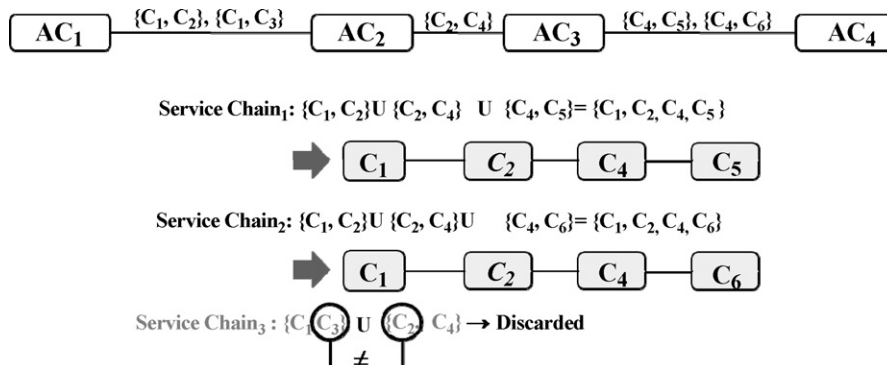 {C₁, C₂}, {C₁, C₃} {C₂, C₄} {C₄, C₅}, {C₄, C₆}
AC₁ AC₂ AC₃ AC₄
Service Chain₁: {C₁, C₂}U {C₂, C₄} U {C₄, C₅}= {C₁, C₂, C₄, C₅ }
C₁ C₂ C₄ C₅
Service Chain₂: {C₁, C₂}U {C₂, C₄}U {C₄, C₆}= {C₁, C₂, C₄, C₆}
C₁ C₂ C₄ C₆
Service Chain₃ : {C₁ C₃} U {C₂, C₄} → Discarded
≠